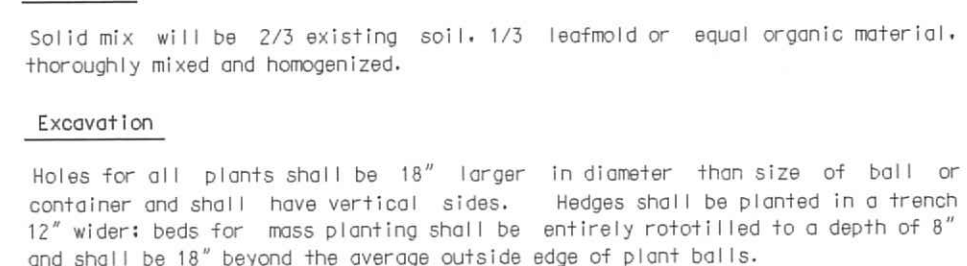 Solid mix will be 2/3 existing soil. 1/3 leafmold or equal organic material.
thoroughly mixed and homogenized.
Excavation
Holes for all plants shall be 18" larger in diameter than size of ball or
container and shall have vertical sides. Hedges shall be planted in a trench
12" wider: beds for mass planting shall be entirely rototilled to a depth of 8"
and shall be 18" beyond the average outside edge of plant balls.